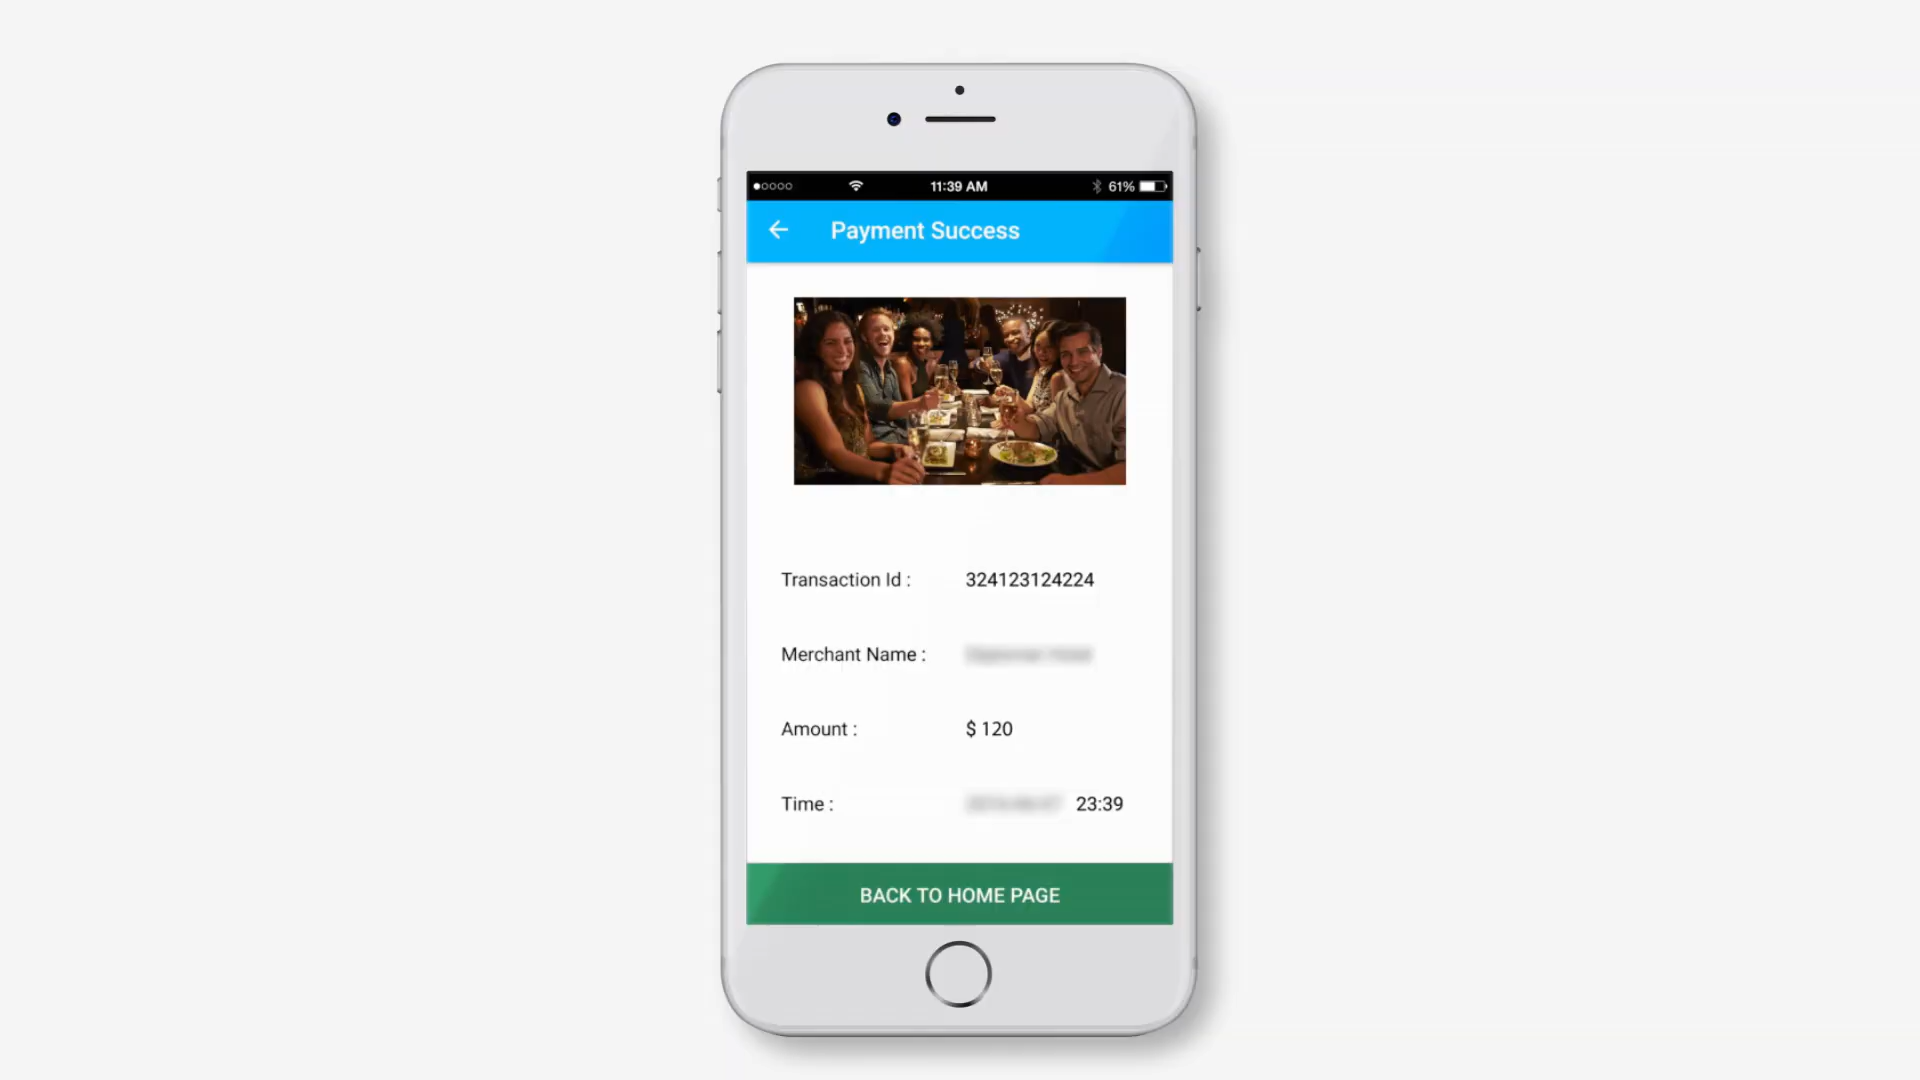 11:39 AM 61%
Payment Success
Transaction Id : 324123124224
Merchant Name :
Amount : $ 120
Time : 23:39
BACK TO HOME PAGE